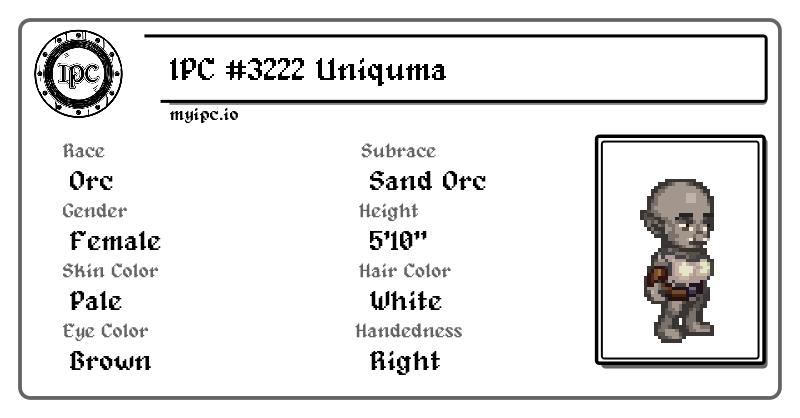 IPC
IPC #3222 Uniquma
myipc.io
Race
Orc
Subrace
Sand Orc
Gender
Female
Height
5'10"
Skin Color
Pale
Hair Color
White
Eye Color
Brown
Handedness
Right